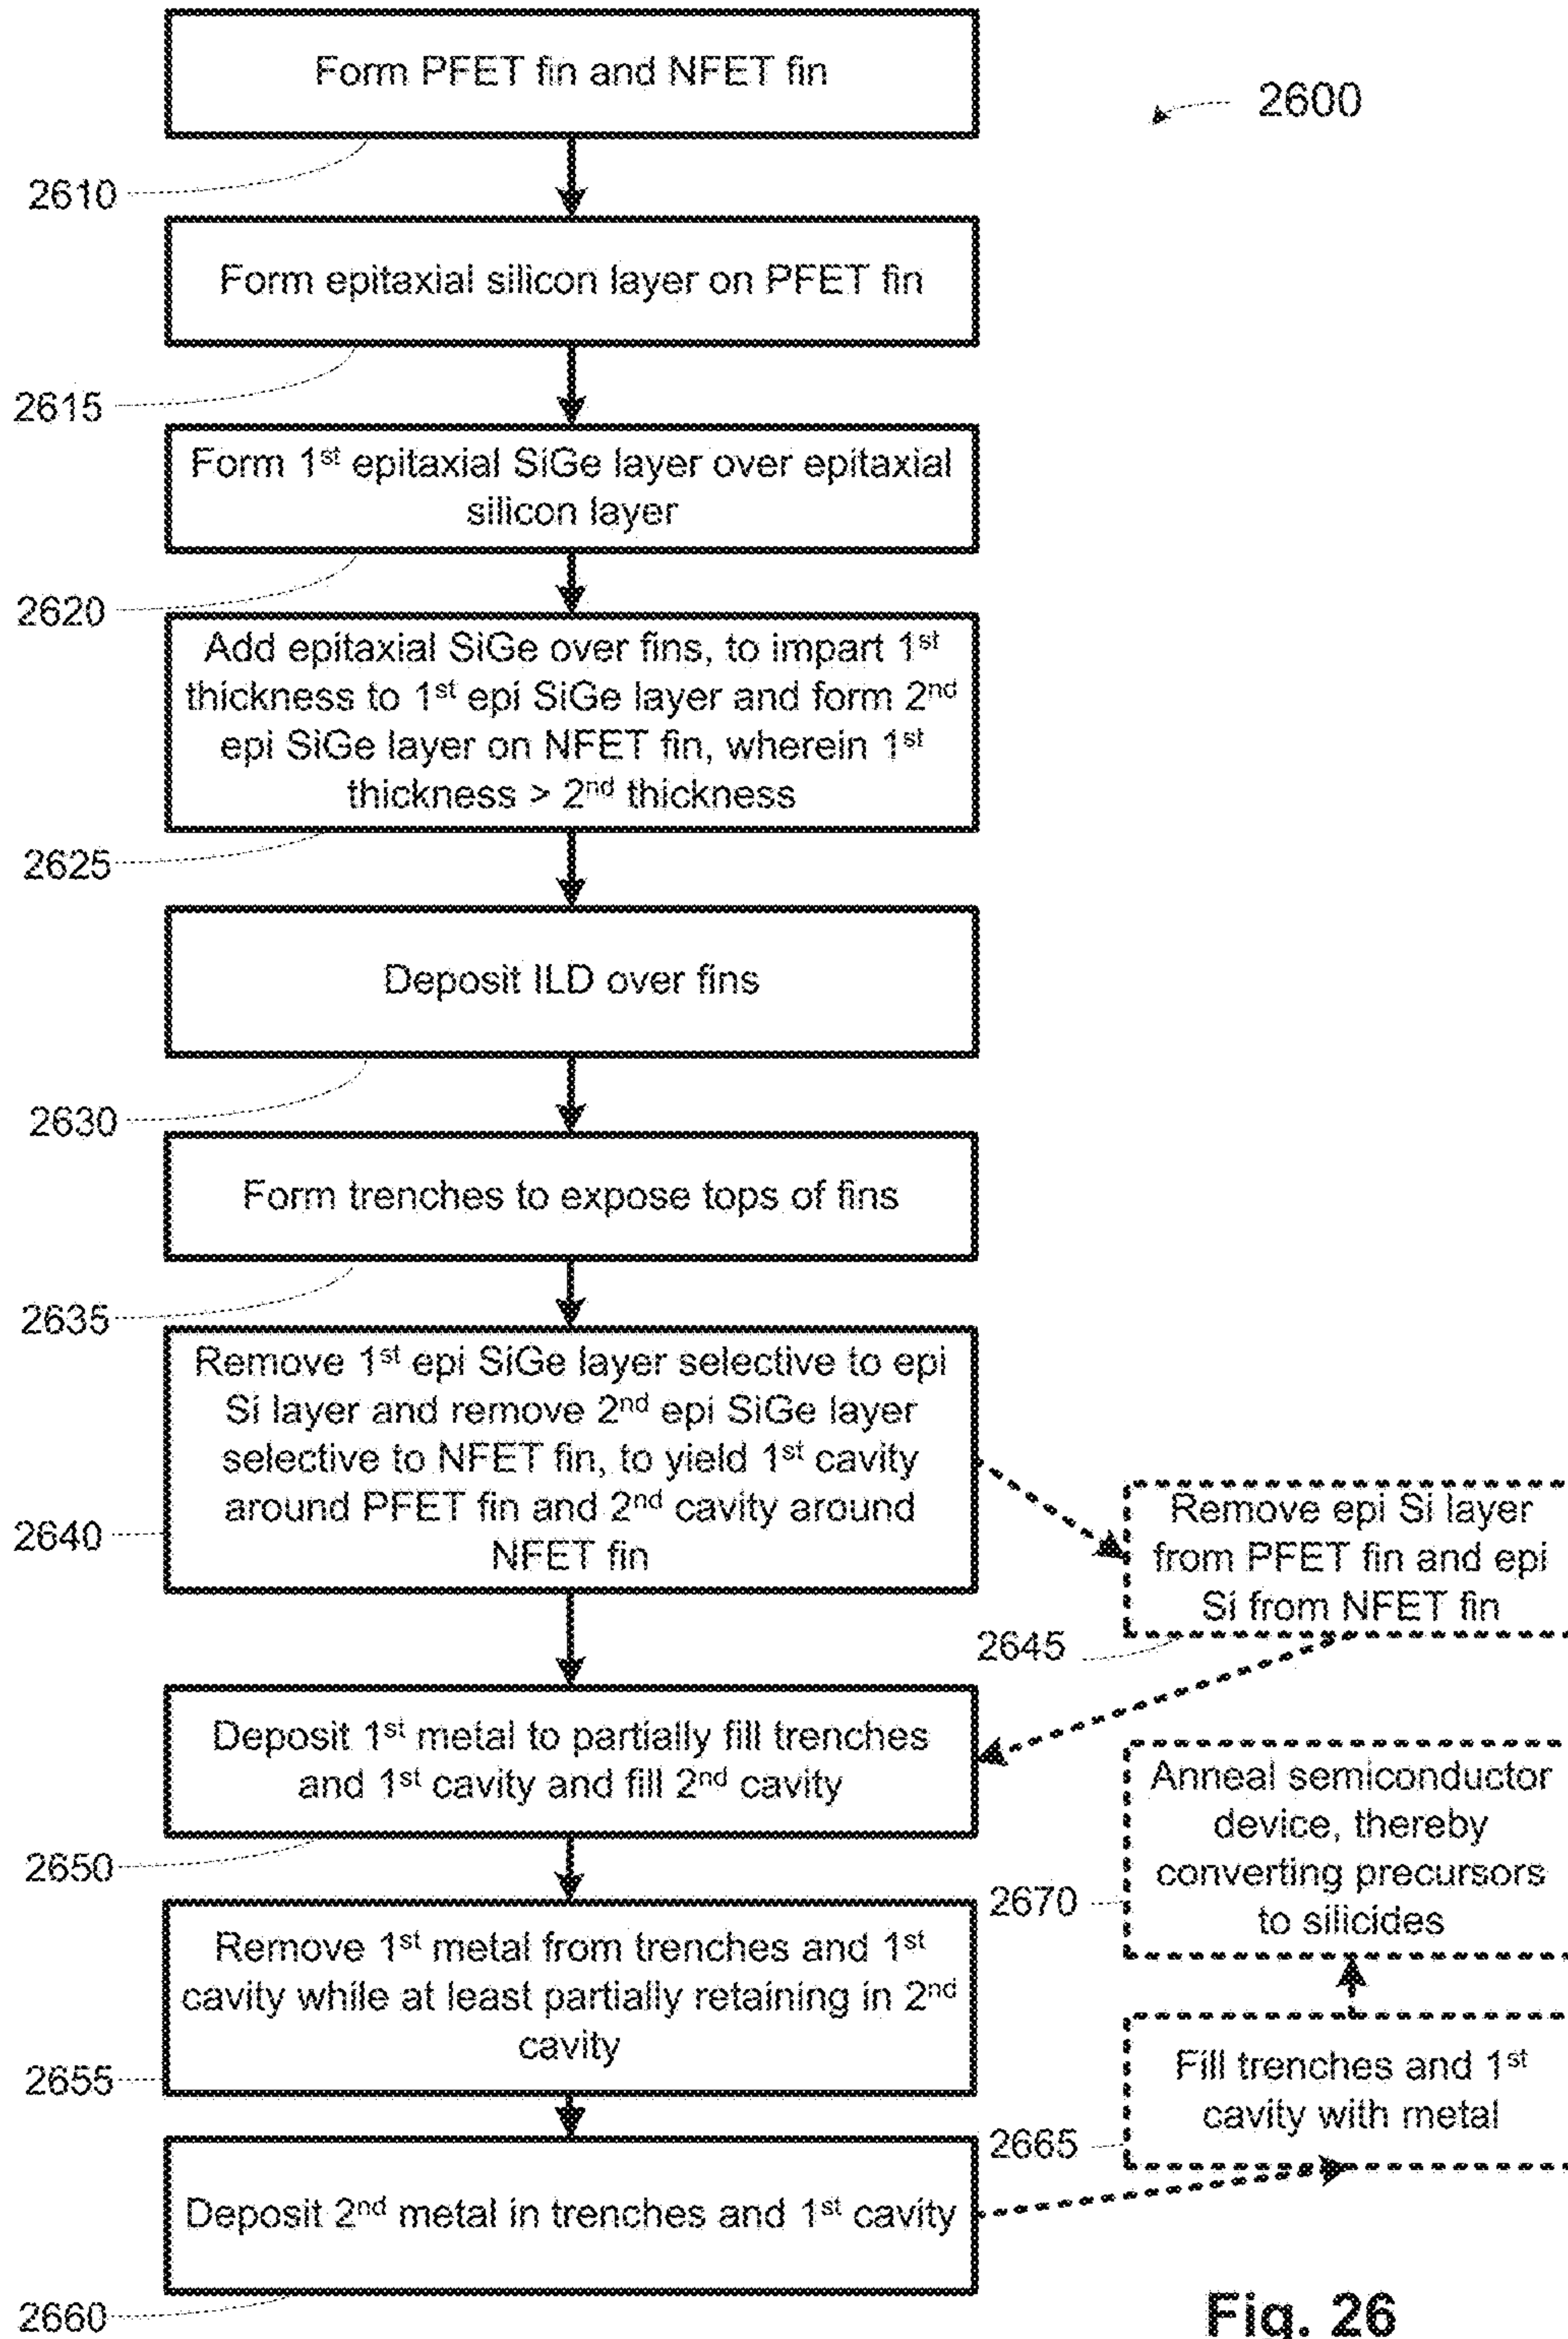 Form PFET fin and NFET fin
2600
2610
Form epitaxial silicon layer on PFET fin
2615
Form 1st epitaxial SiGe layer over epitaxial
silicon layer
2620
Add epitaxial SiGe over fins, to impart 1st
thickness to 1st epi SiGe layer and form 2nd
epi SiGe layer on NFET fin, wherein 1st
thickness > 2nd thickness
2625
Deposit ILD over fins
2630
Form trenches to expose tops of fins
2635
Remove 1st epi SiGe layer selective to epi
Si layer and remove 2nd epi SiGe layer
selective to NFET fin, to yield 1st cavity
around PFET fin and 2nd cavity around
NFET fin
2640
Remove epi Si layer
from PFET fin and epi
Si from NFET fin
2645
Deposit 1st metal to partially fill trenches
and 1st cavity and fill 2nd cavity
2650
Remove 1st metal from trenches and 1st
cavity while at least partially retaining in 2nd
cavity
2655
Deposit 2nd metal in trenches and 1st cavity
2660
Fill trenches and 1st
cavity with metal
2665
Anneal semiconductor
device, thereby
converting precursors
to silicides
2670
Fig. 26